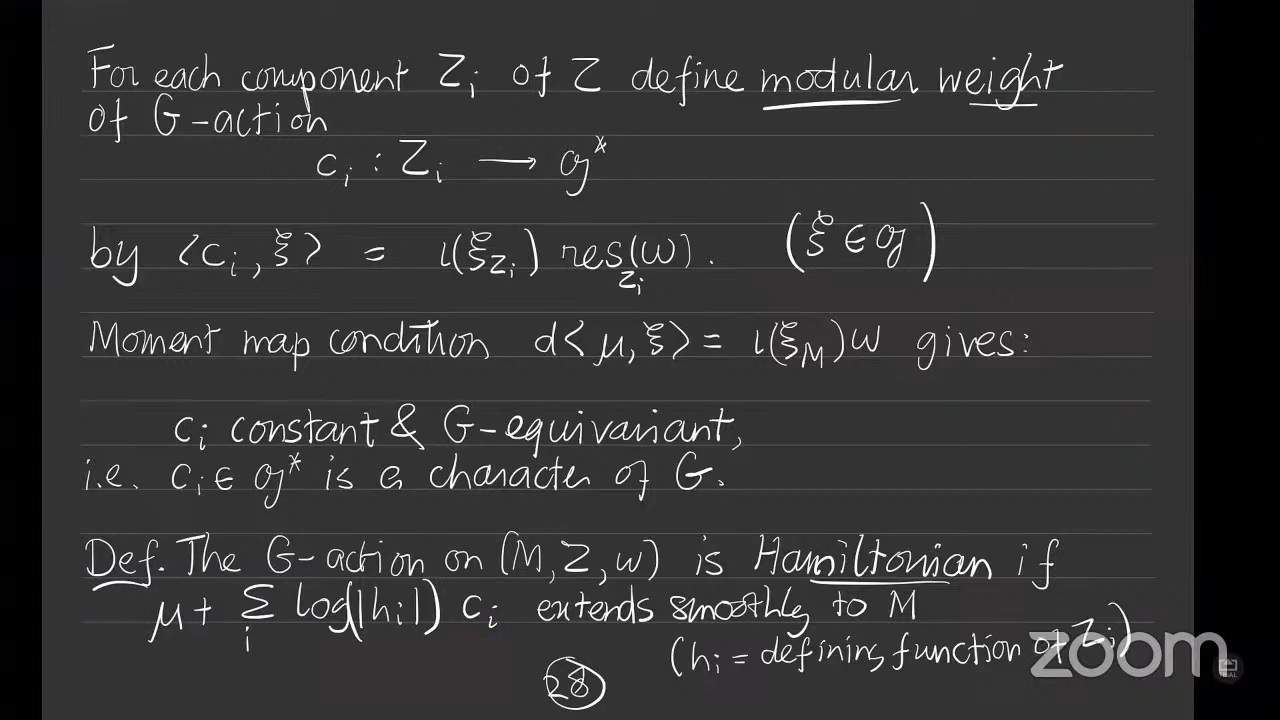 For each component Z_i of Z define modular weight
of G-action
c_i : Z_i ⟶ 𝔤*
by ⟨c_i, ξ⟩ = ι(ξ_{Z_i}) res_{Z_i}(ω). (ξ ∈ 𝔤)
Moment map condition d⟨μ, ξ⟩ = ι(ξ_M)ω gives:
c_i constant & G-equivariant,
i.e. c_i ∈ 𝔤* is a character of G.
Def. The G-action on (M, Z, ω) is Hamiltonian if
μ + Σ_i log(|h_i|) c_i extends smoothly to M
(h_i = defining function of Z_i)
28
zoom